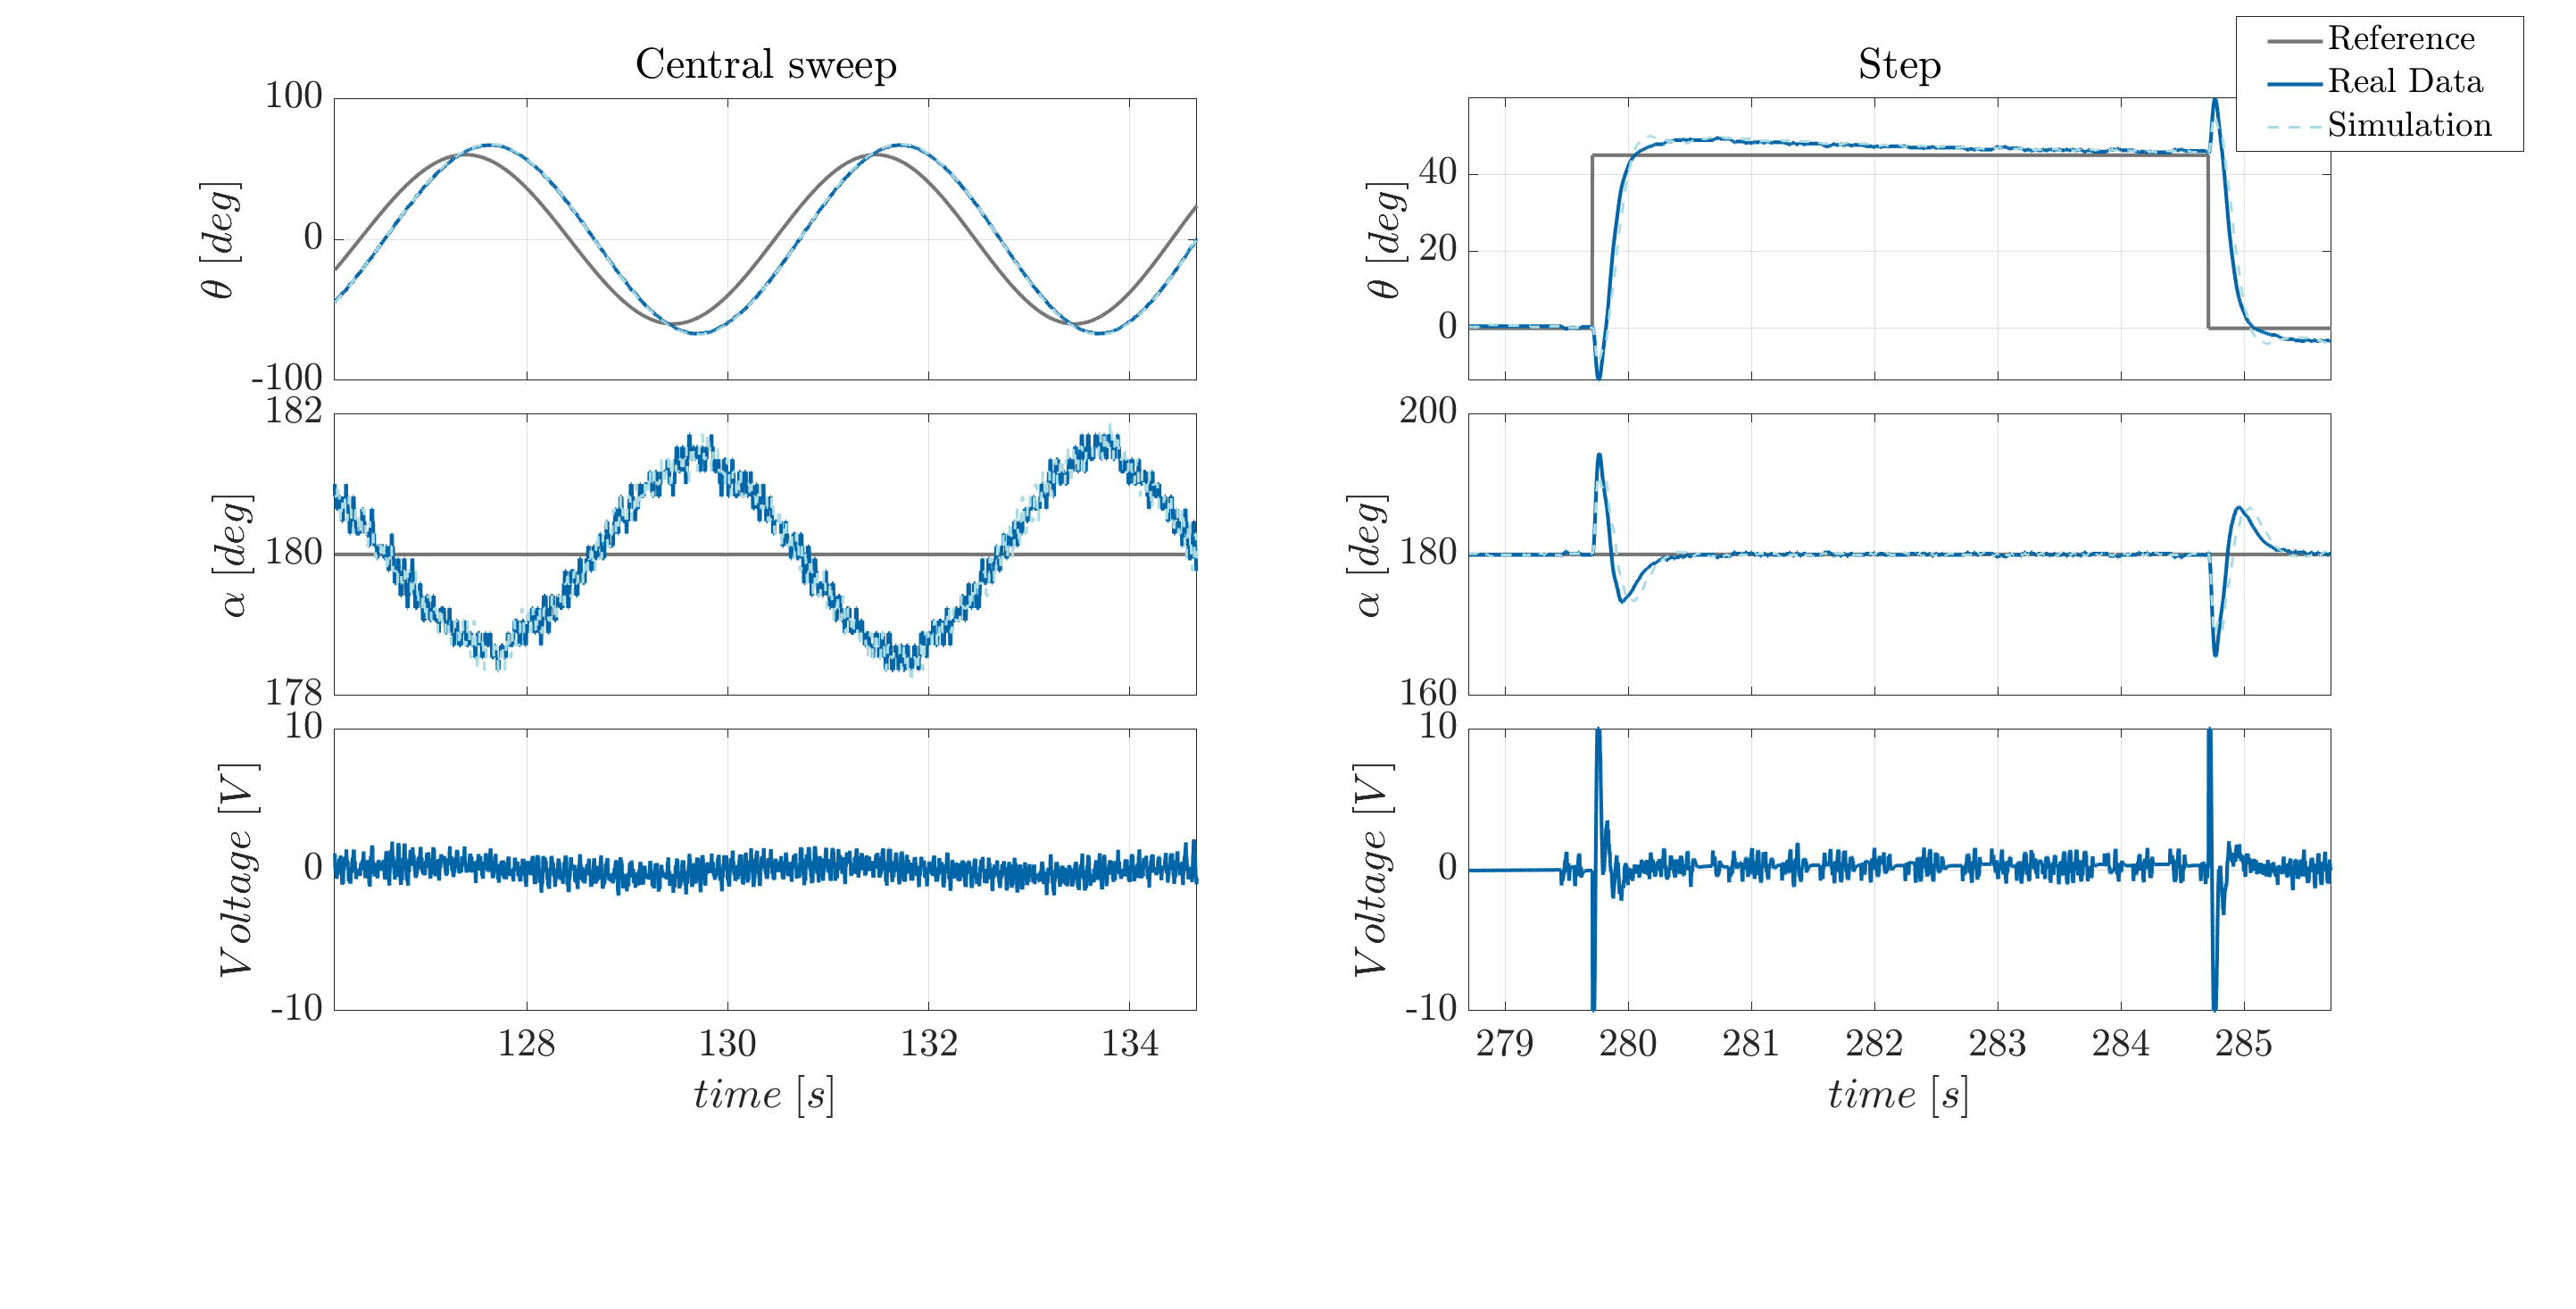 Central sweep
100
0
-100
θ [deg]
182
180
178
α [deg]
10
0
-10
Voltage [V]
128 130 132 134
time [s]
Step
40
20
0
θ [deg]
200
180
160
α [deg]
10
0
-10
Voltage [V]
279 280 281 282 283 284 285
time [s]
Reference
Real Data
Simulation